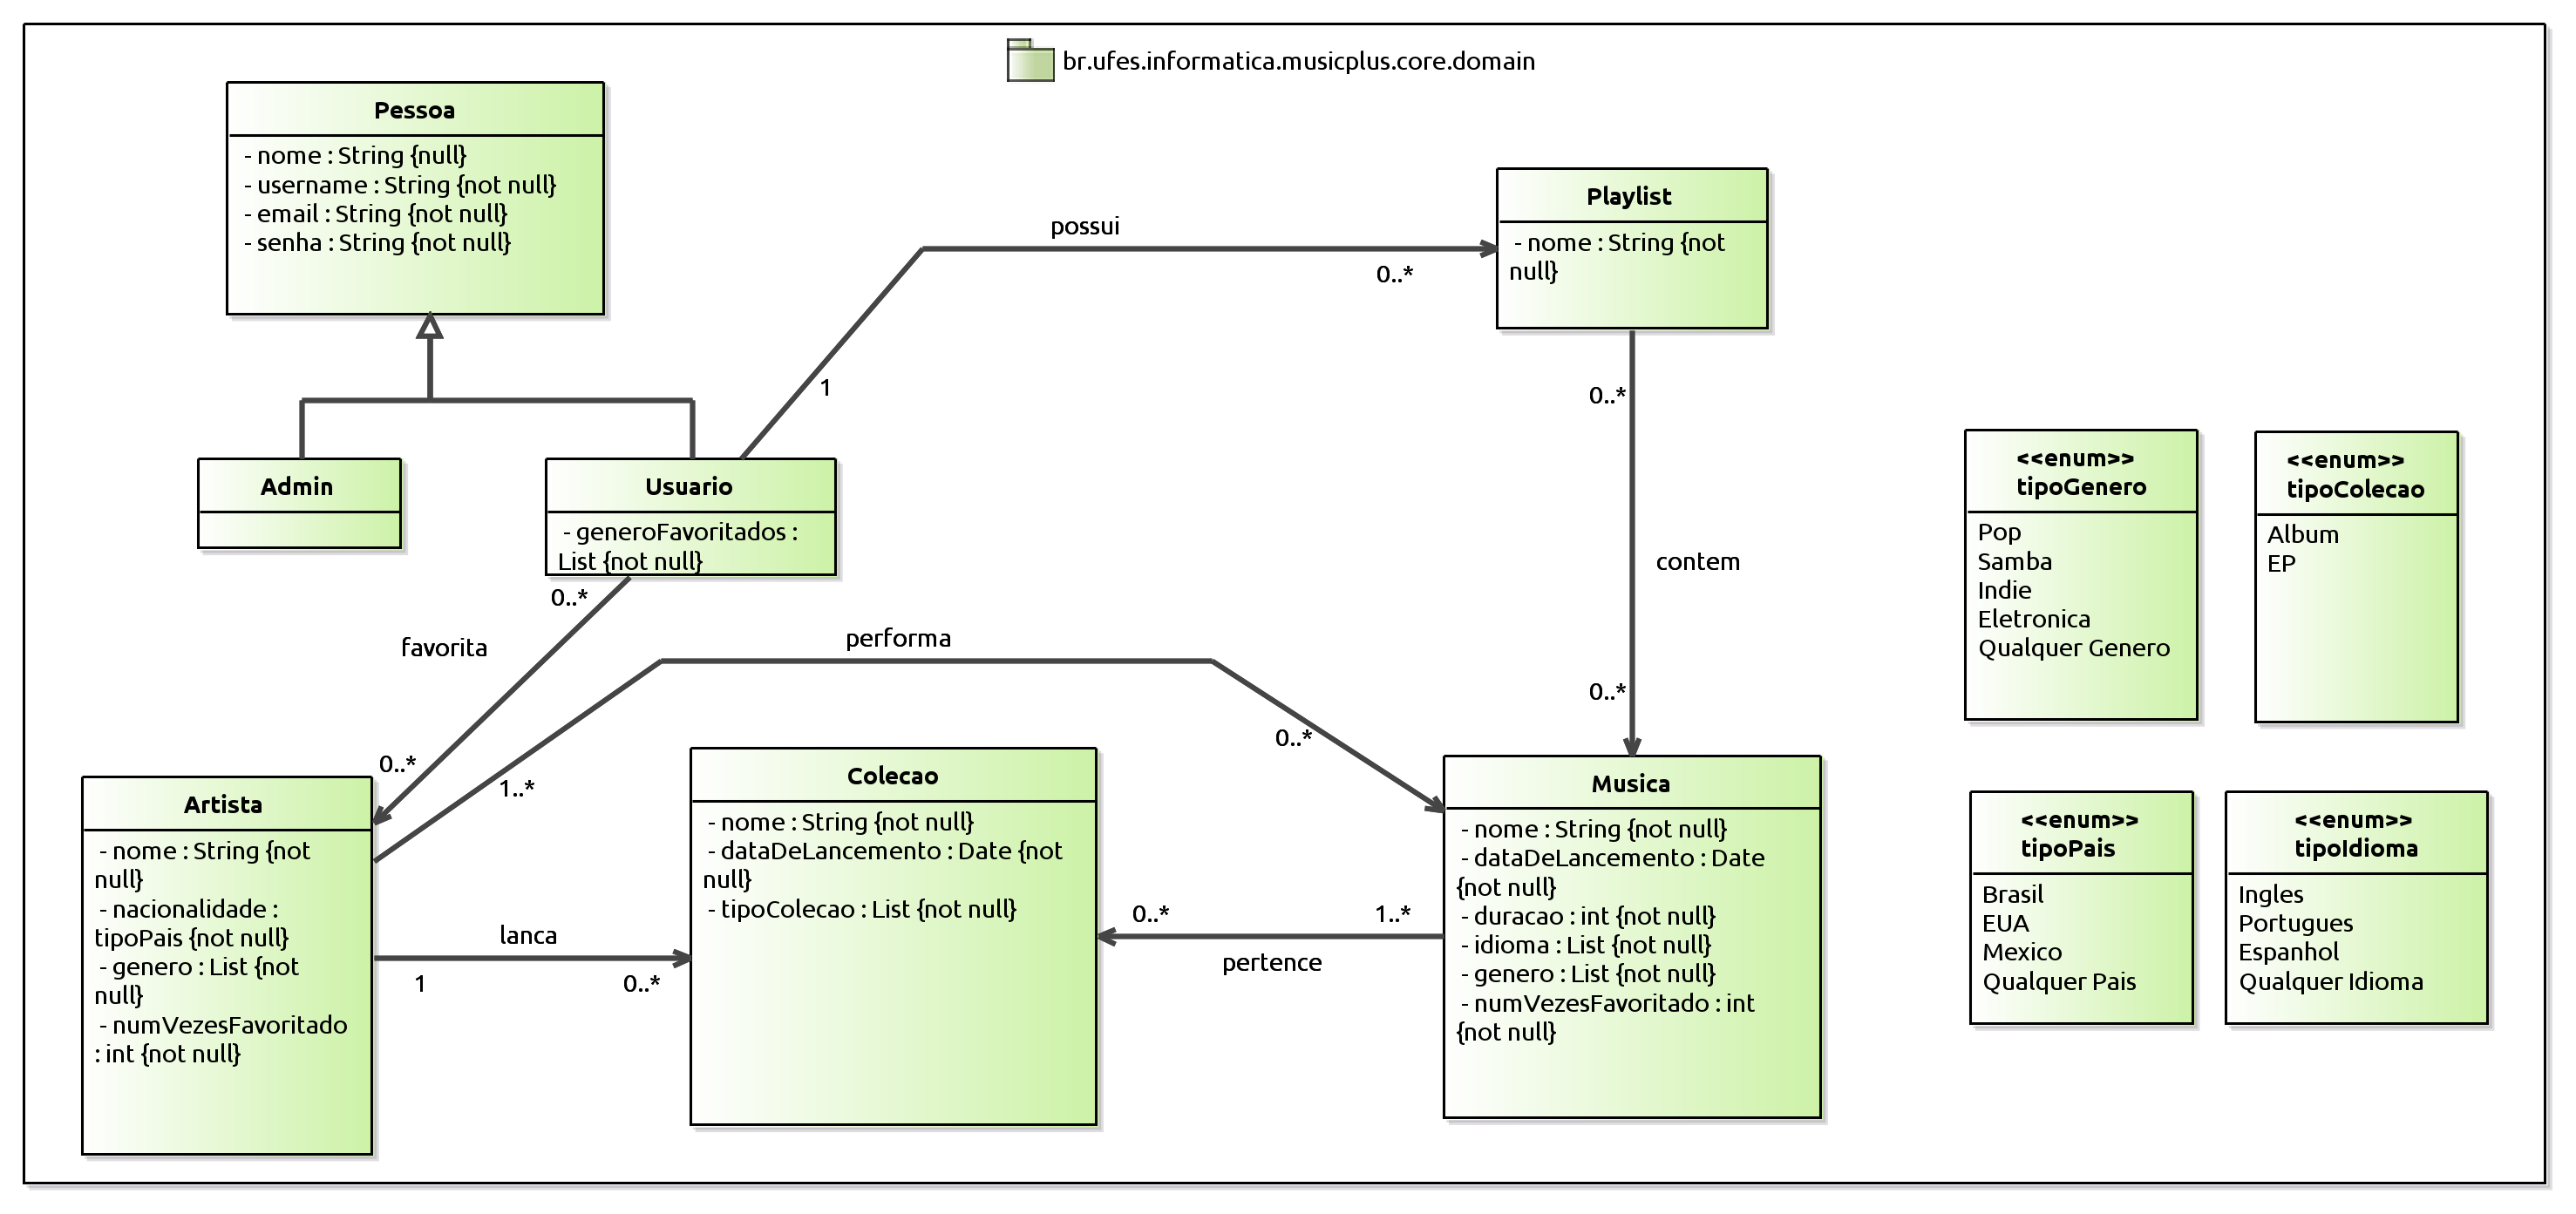 br.ufes.informatica.musicplus.core.domain
Pessoa
- nome : String {null}
- username : String {not null}
- email : String {not null}
- senha : String {not null}
Playlist
- nome : String {not
null}
possui
0..*
1
Admin
Usuario
- generoFavoritados :
List {not null}
0..*
contem
0..*
<<enum>>
tipoGenero
Pop
Samba
Indie
Eletronica
Qualquer Genero
<<enum>>
tipoColecao
Album
EP
0..*
favorita
0..*
performa
1..*
0..*
Artista
- nome : String {not
null}
- nacionalidade :
tipoPais {not null}
- genero : List {not
null}
- numVezesFavoritado
: int {not null}
lanca
1
0..*
Colecao
- nome : String {not null}
- dataDeLancemento : Date {not
null}
- tipoColecao : List {not null}
0..*
1..*
pertence
Musica
- nome : String {not null}
- dataDeLancemento : Date
{not null}
- duracao : int {not null}
- idioma : List {not null}
- genero : List {not null}
- numVezesFavoritado : int
{not null}
<<enum>>
tipoPais
Brasil
EUA
Mexico
Qualquer Pais
<<enum>>
tipoIdioma
Ingles
Portugues
Espanhol
Qualquer Idioma